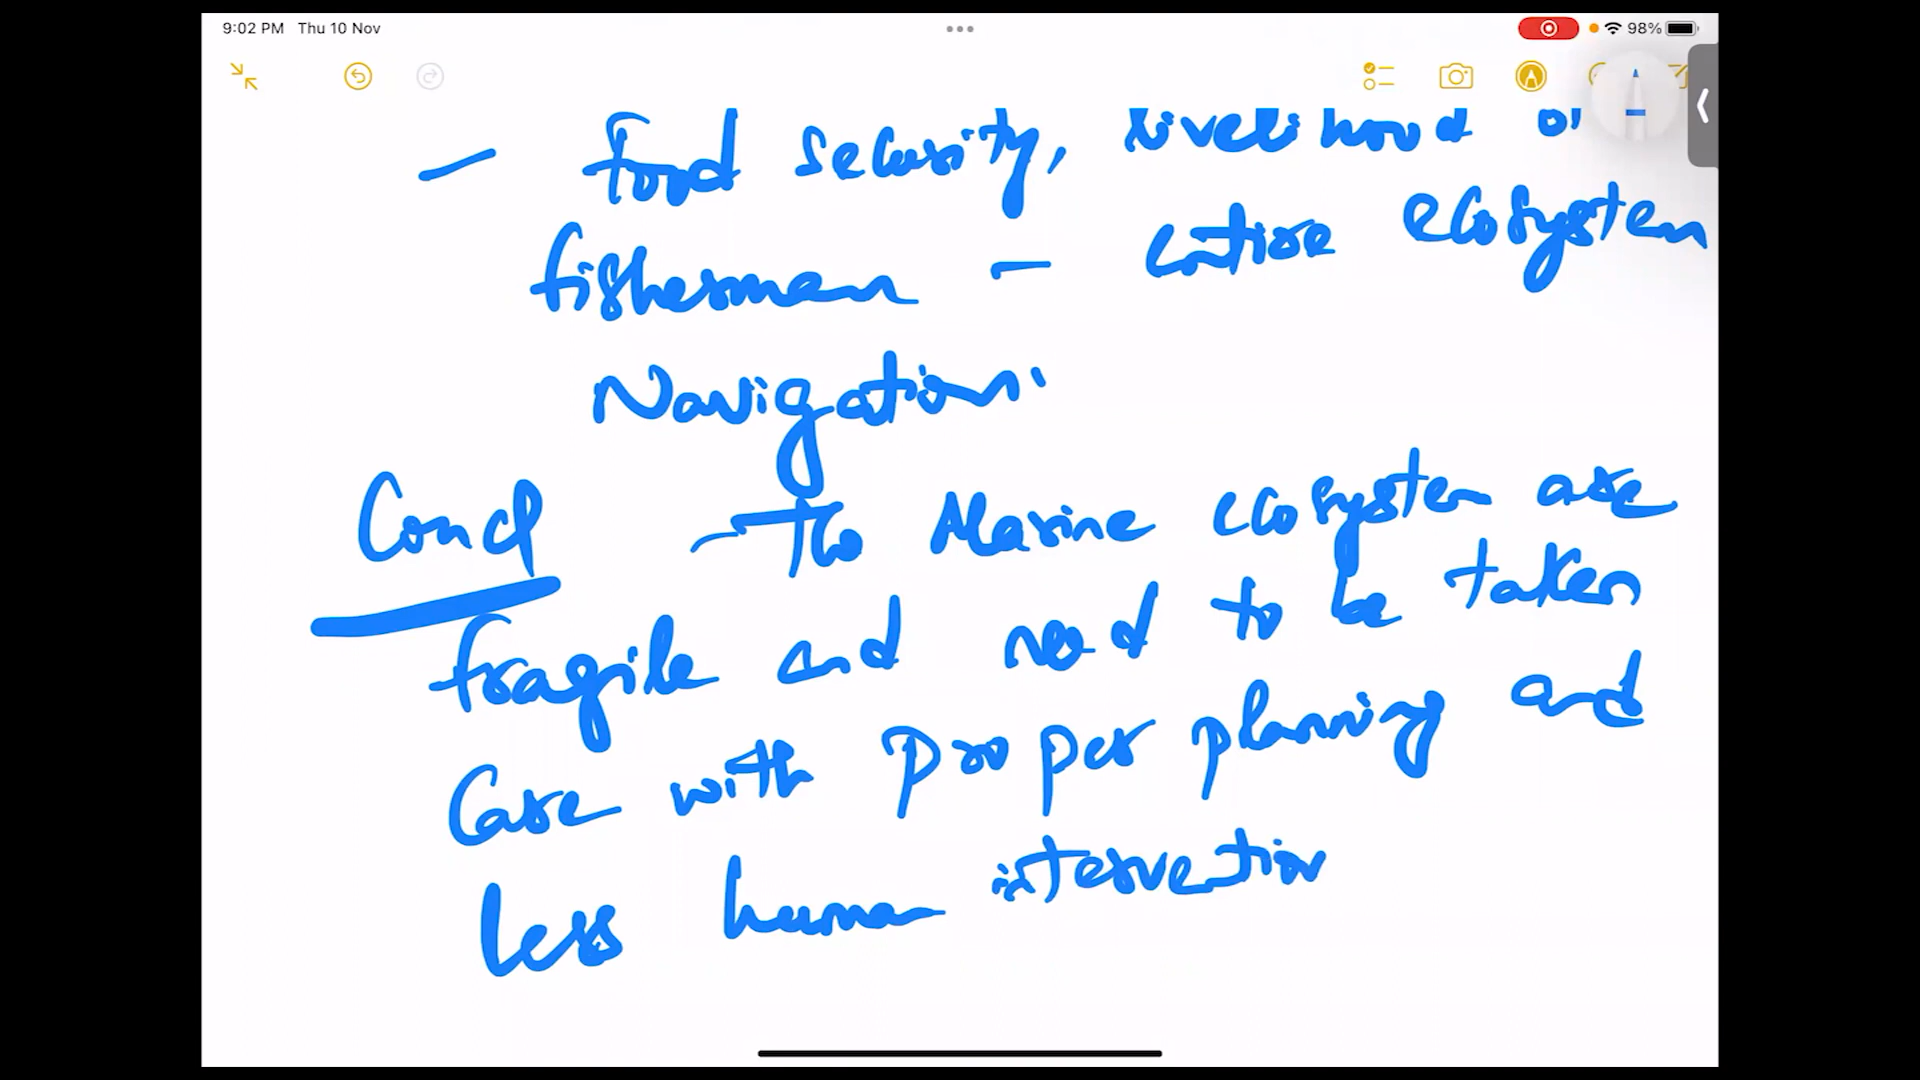 9:02 PM Thu 10 Nov 98%
- Food security, livelihood of
fisherman - entire ecosystem
Navigation.
Concl - The Marine ecosystem are
fragile and need to be taken
Care with proper planning and
less human intervention